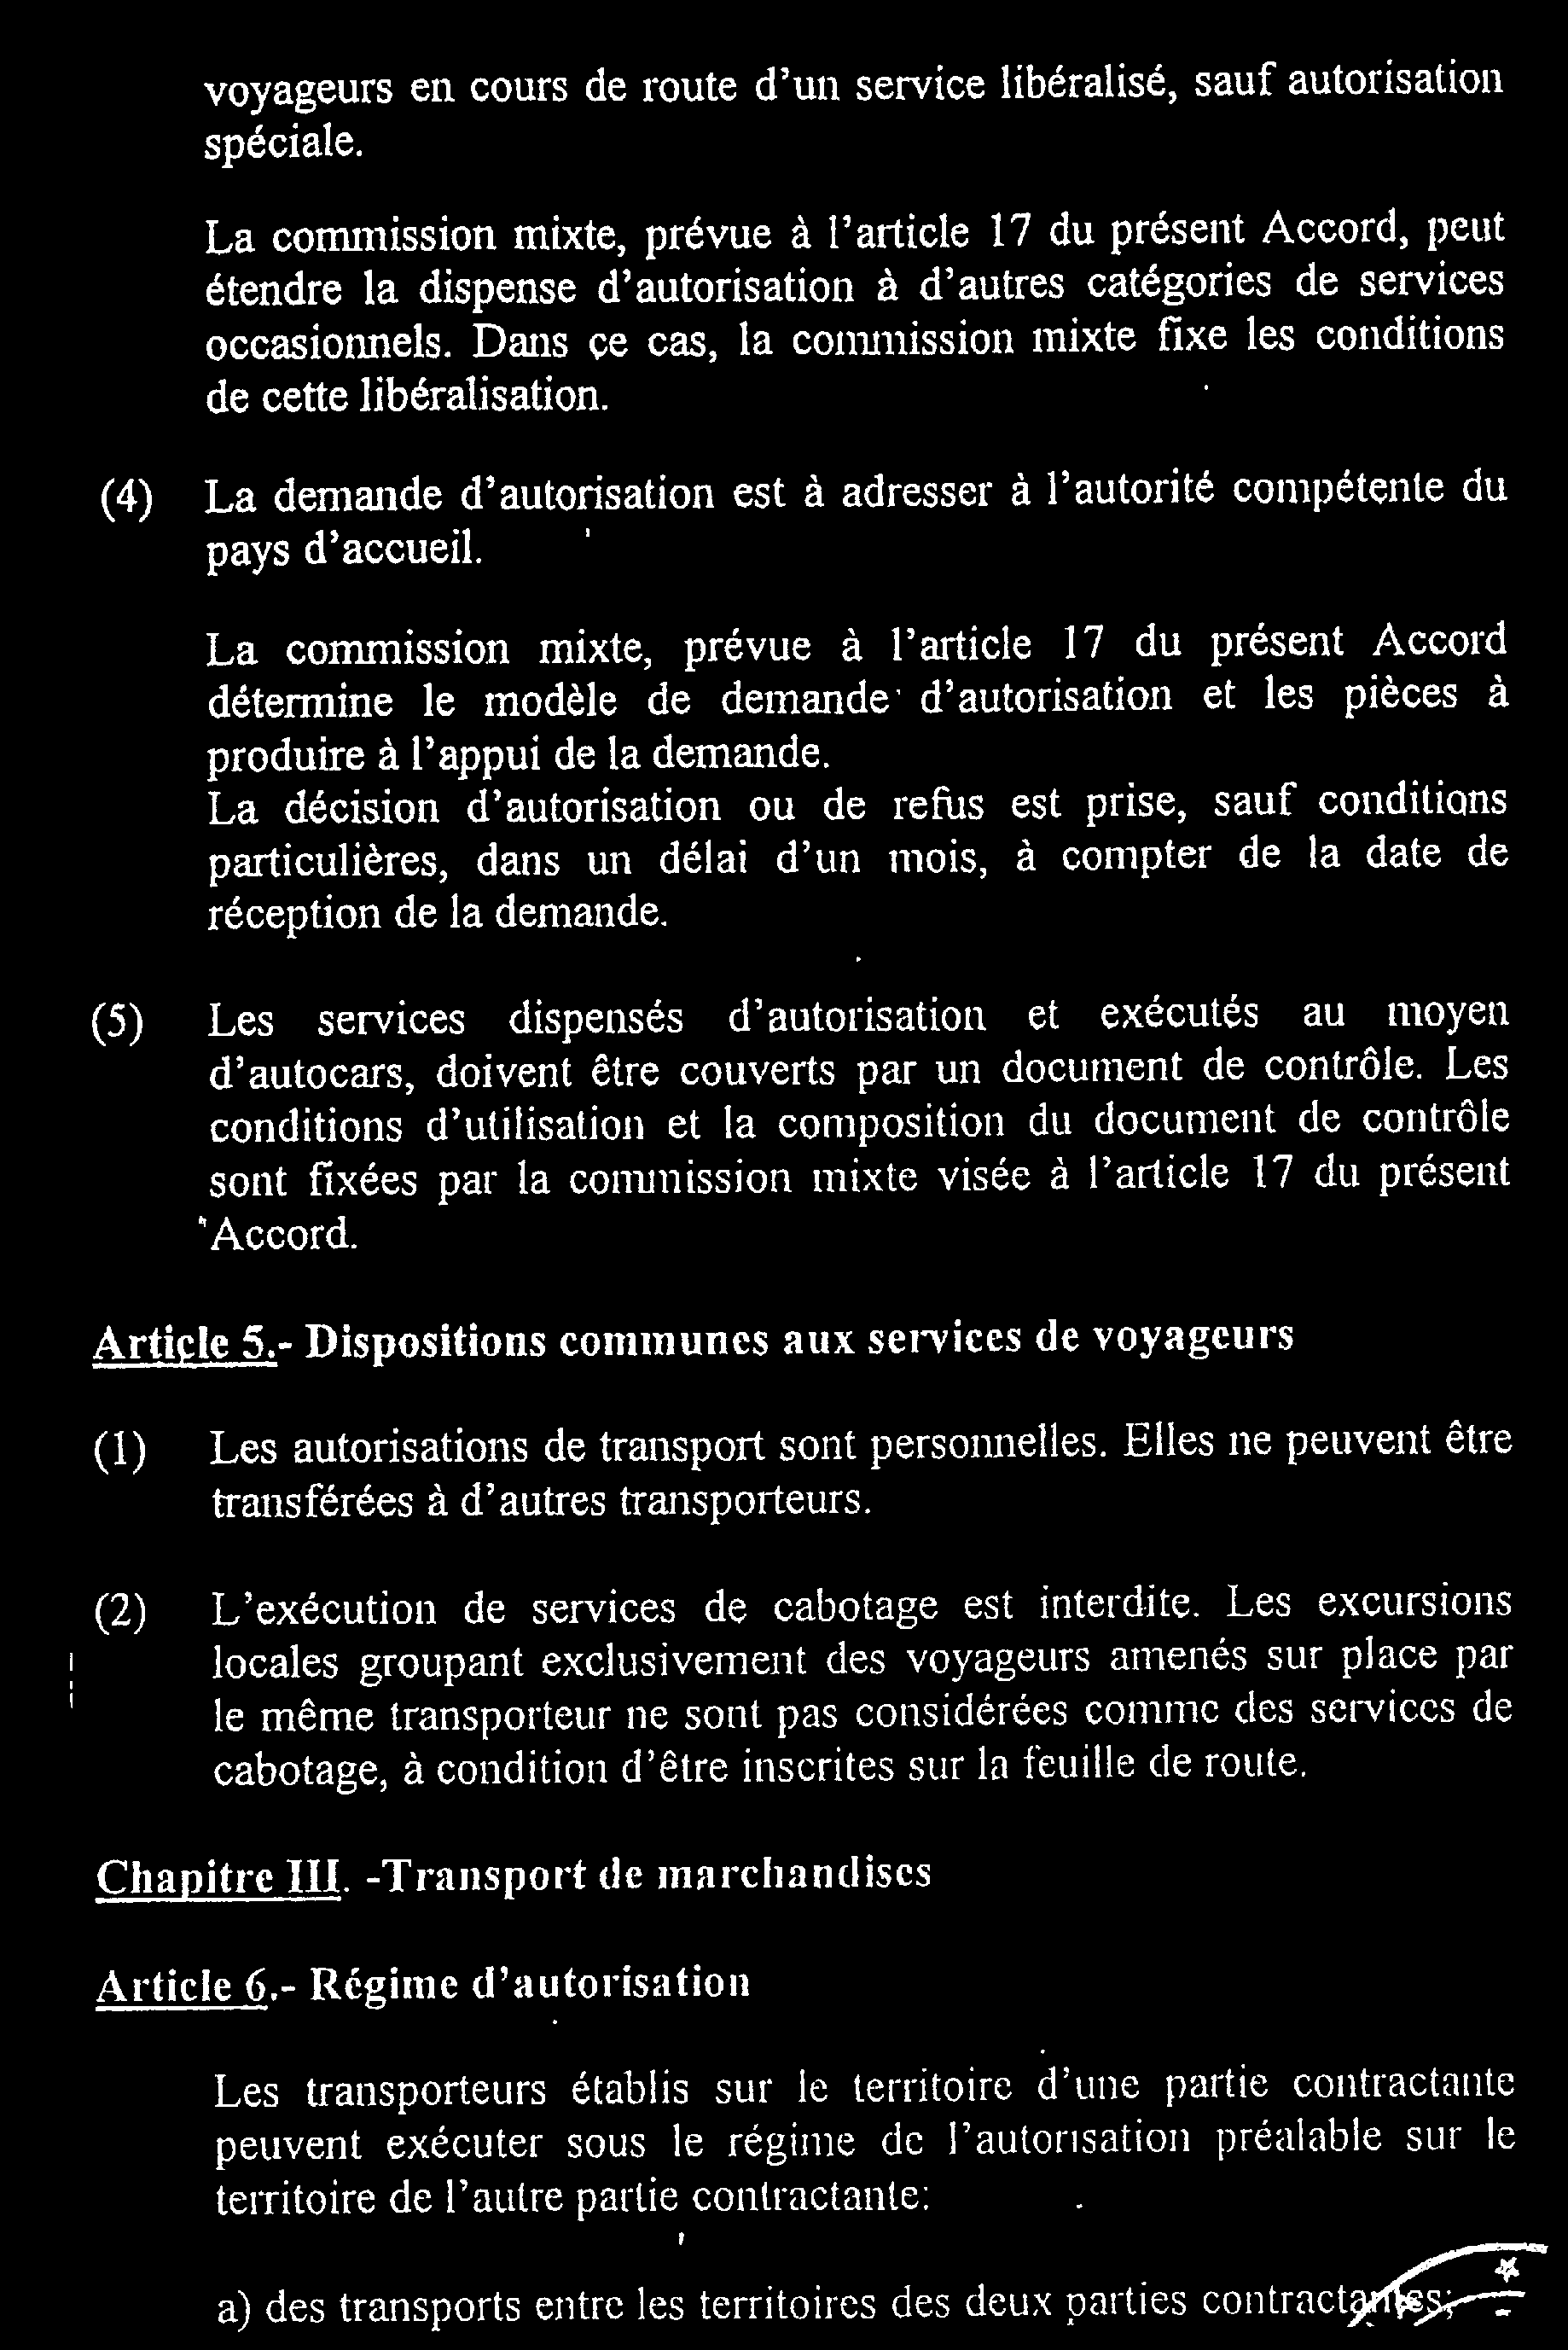 voyageurs en cours de route d'un service libéralisé, sauf autorisation
spéciale.
La commission mixte, prévue à l'article 17 du présent Accord, peut
étendre la dispense d'autorisation à d'autres catégories de services
occasionnels. Dans ce cas, la commission mixte fixe les conditions
de cette libéralisation.
(4) La demande d'autorisation est à adresser à l'autorité compétente du
pays d'accueil.
La commission mixte, prévue à l'article 17 du présent Accord
détermine le modèle de demande d'autorisation et les pièces à
produire à l'appui de la demande.
La décision d'autorisation ou de refus est prise, sauf conditions
particulières, dans un délai d'un mois, à compter de la date de
réception de la demande.
(5) Les services dispensés d'autorisation et exécutés au moyen
d'autocars, doivent être couverts par un document de contrôle. Les
conditions d'utilisation et la composition du document de contrôle
sont fixées par la commission mixte visée à l'article 17 du présent
Accord.
Article 5.- Dispositions communes aux services de voyageurs
(1) Les autorisations de transport sont personnelles. Elles ne peuvent être
transférées à d'autres transporteurs.
(2) L'exécution de services de cabotage est interdite. Les excursions
locales groupant exclusivement des voyageurs amenés sur place par
le même transporteur ne sont pas considérées comme des services de
cabotage, à condition d'être inscrites sur la feuille de route.
Chapitre III. -Transport de marchandises
Article 6.- Régime d'autorisation
Les transporteurs établis sur le territoire d'une partie contractante
peuvent exécuter sous le régime de l'autorisation préalable sur le
territoire de l'autre partie contractante:
a) des transports entre les territoires des deux parties contractantes;